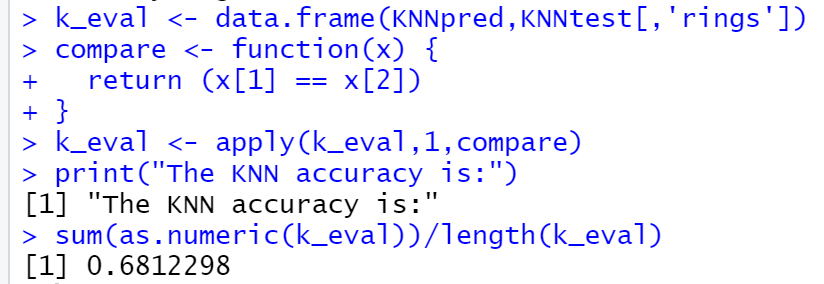 > k_eval <- data.frame(KNNpred,KNNtest[,'rings'])
> compare <- function(x) {
+   return (x[1] == x[2])
+ }
> k_eval <- apply(k_eval,1,compare)
> print("The KNN accuracy is:")
[1] "The KNN accuracy is:"
> sum(as.numeric(k_eval))/length(k_eval)
[1] 0.6812298